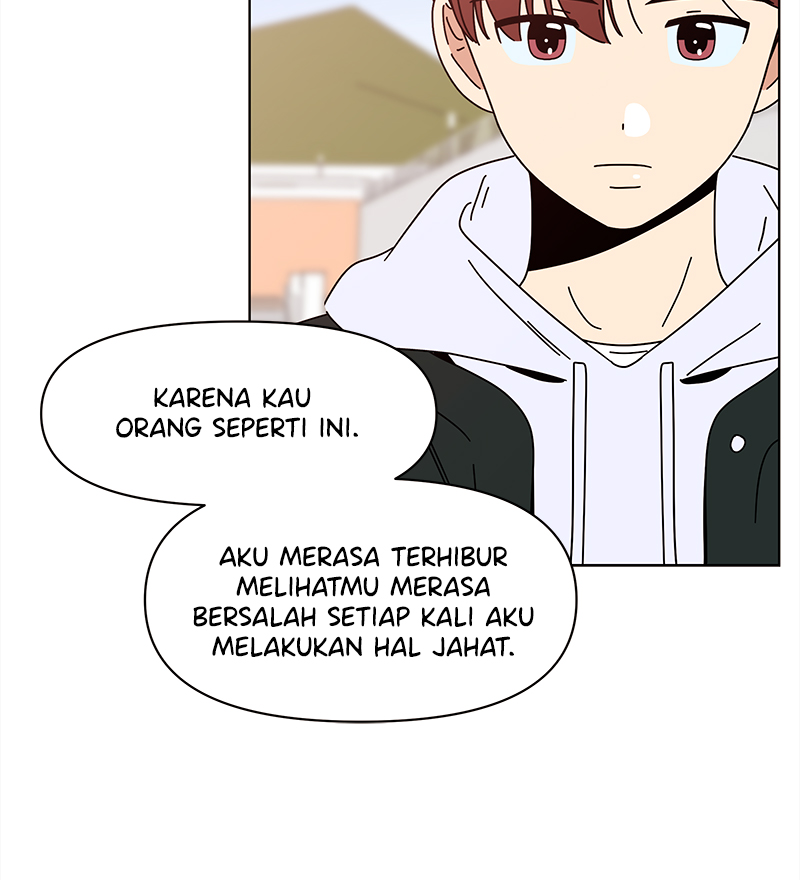 KARENA KAU
ORANG SEPERTI INI.
AKU MERASA TERHIBUR
MELIHATMU MERASA
BERSALAH SETIAP KALI AKU
MELAKUKAN HAL JAHAT.